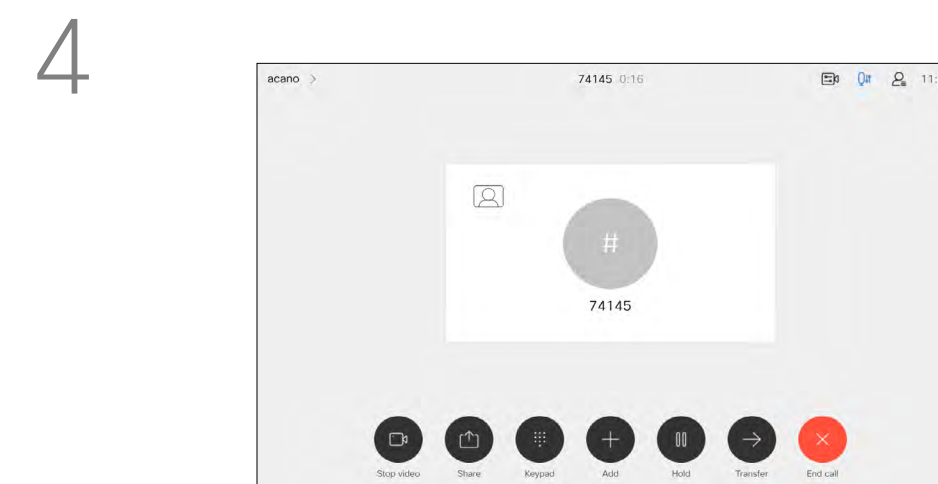 4
acano > 74145 0:16 11:
#
74145
Stop video Share Keypad Add Hold Transfer End call